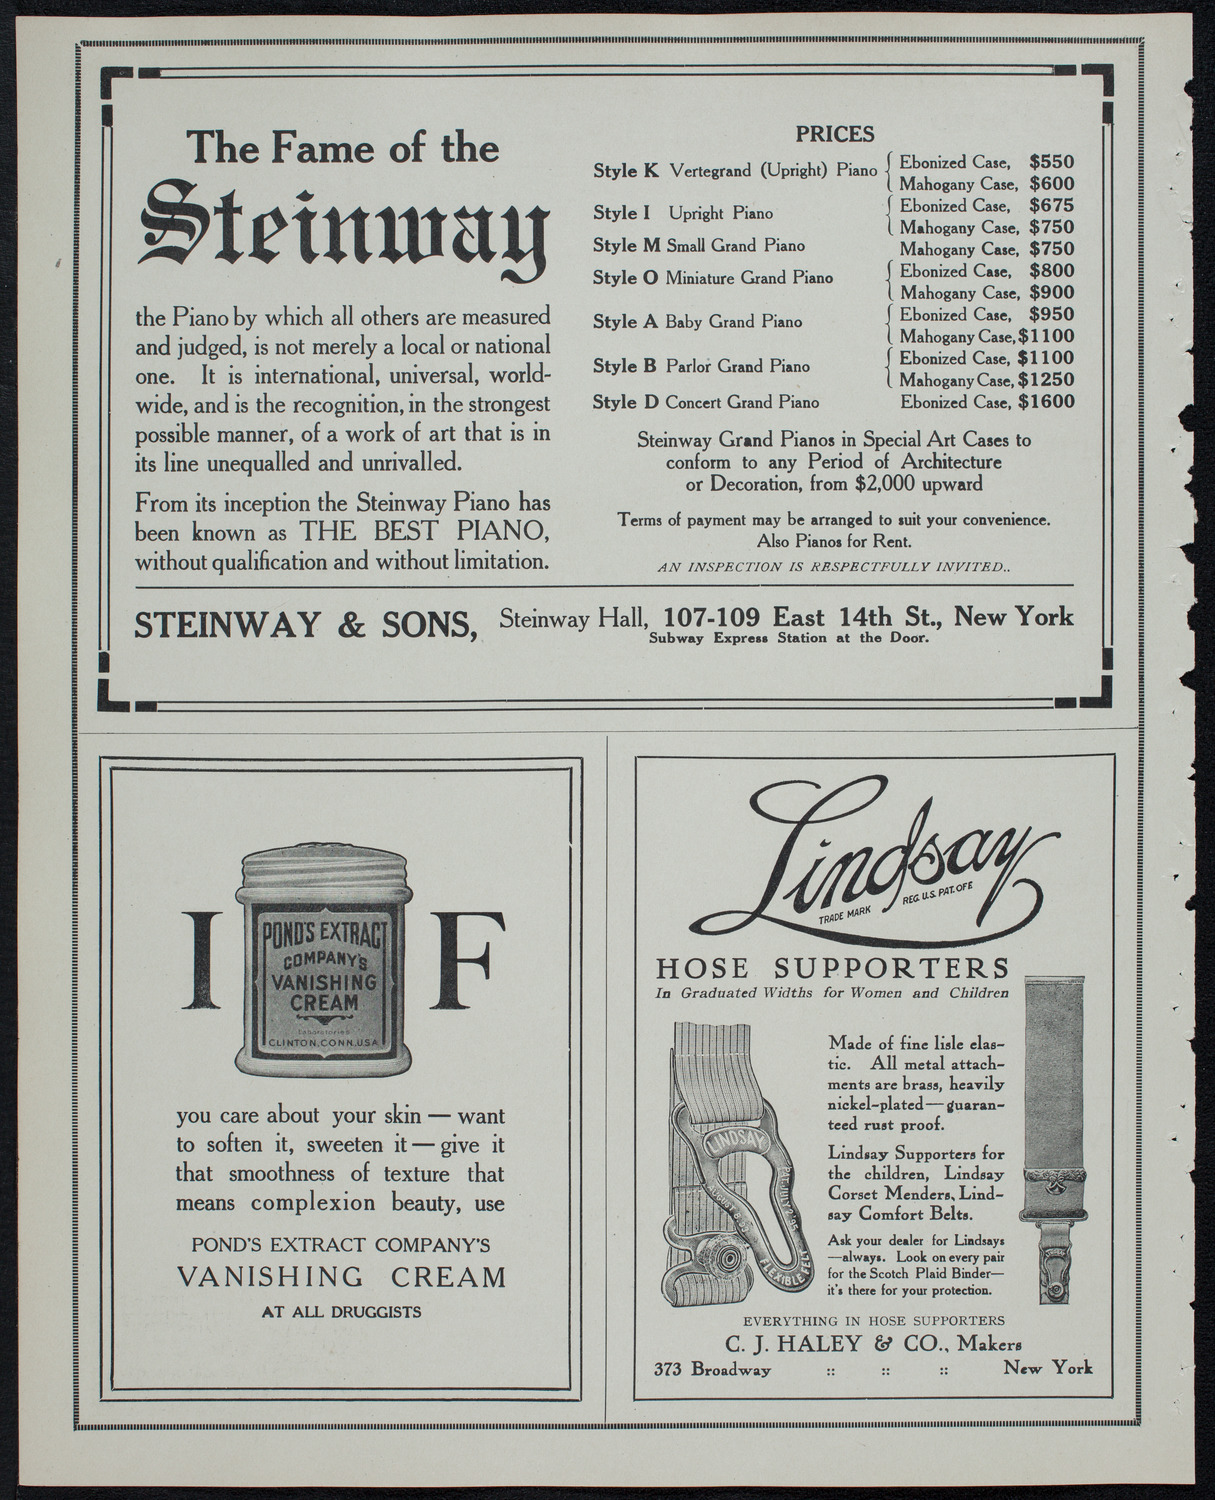 The Fame of the
Steinway
the Piano by which all others are measured
and judged, is not merely a local or national
one. It is international, universal, world-
wide, and is the recognition, in the strongest
possible manner, of a work of art that is in
its line unequalled and unrivalled.
From its inception the Steinway Piano has
been known as THE BEST PIANO,
without qualification and without limitation.
PRICES
Style K Vertegrand (Upright) Piano { Ebonized Case, $550
Mahogany Case, $600
Style I Upright Piano { Ebonized Case, $675
Mahogany Case, $750
Style M Small Grand Piano Mahogany Case, $750
Style O Miniature Grand Piano { Ebonized Case, $800
Mahogany Case, $900
Style A Baby Grand Piano { Ebonized Case, $950
Mahogany Case, $1100
Style B Parlor Grand Piano { Ebonized Case, $1100
Mahogany Case, $1250
Style D Concert Grand Piano Ebonized Case, $1600
Steinway Grand Pianos in Special Art Cases to
conform to any Period of Architecture
or Decoration, from $2,000 upward
Terms of payment may be arranged to suit your convenience.
Also Pianos for Rent.
AN INSPECTION IS RESPECTFULLY INVITED..
STEINWAY & SONS, Steinway Hall, 107-109 East 14th St., New York
Subway Express Station at the Door.
I F
POND'S EXTRACT
COMPANY'S
VANISHING
CREAM
Laboratories
CLINTON, CONN. USA
you care about your skin — want
to soften it, sweeten it — give it
that smoothness of texture that
means complexion beauty, use
POND'S EXTRACT COMPANY'S
VANISHING CREAM
AT ALL DRUGGISTS
Lindsay
TRADE MARK REG. U.S. PAT. OFF.
HOSE SUPPORTERS
In Graduated Widths for Women and Children
Made of fine lisle elas-
tic. All metal attach-
ments are brass, heavily
nickel-plated—guaran-
teed rust proof.
Lindsay Supporters for
the children, Lindsay
Corset Menders, Lind-
say Comfort Belts.
Ask your dealer for Lindsays
—always. Look on every pair
for the Scotch Plaid Binder—
it's there for your protection.
LINDSAY
FLEXIBLE FELT
EVERYTHING IN HOSE SUPPORTERS
C. J. HALEY & CO., Makers
373 Broadway :: :: :: New York